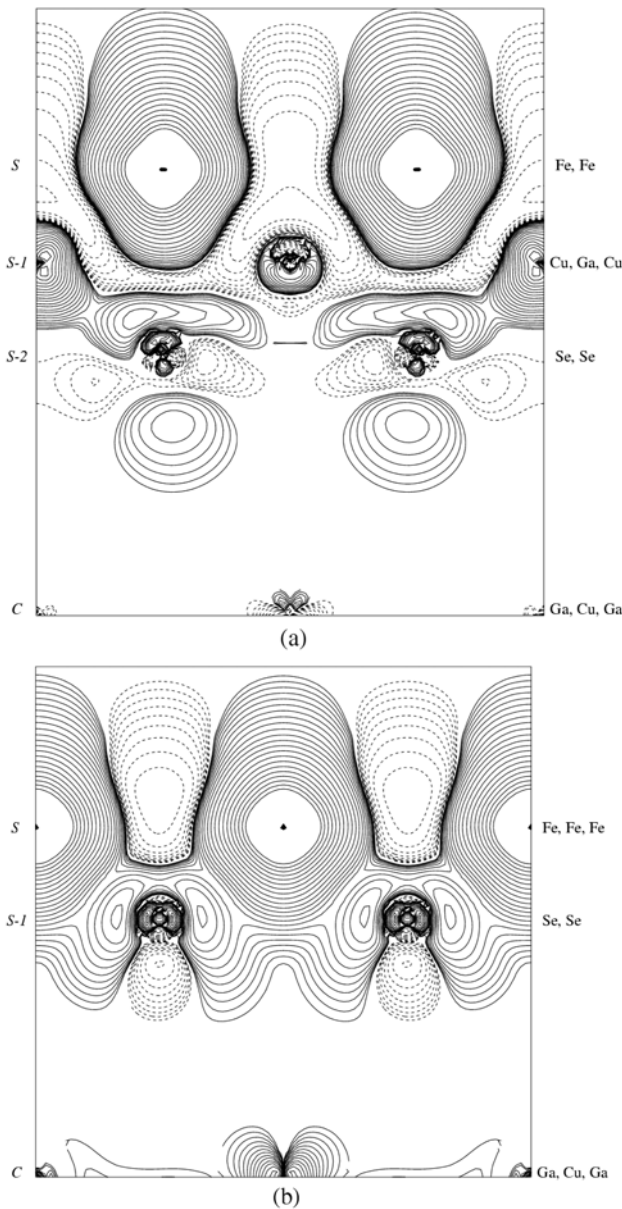 S Fe, Fe
S-1 Cu, Ga, Cu
S-2 Se, Se
C Ga, Cu, Ga
(a)
S Fe, Fe, Fe
S-1 Se, Se
C Ga, Cu, Ga
(b)